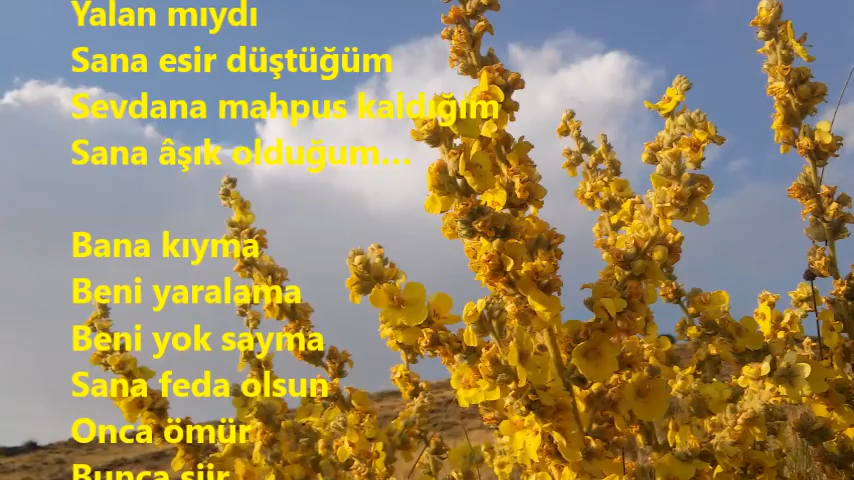 Yalan mıydı
Sana esir düştüğüm
Sevdana mahpus kaldığım
Sana âşık olduğum...
Bana kıyma
Beni yaralama
Beni yok sayma
Sana feda olsun
Onca ömür
Bunca şiir